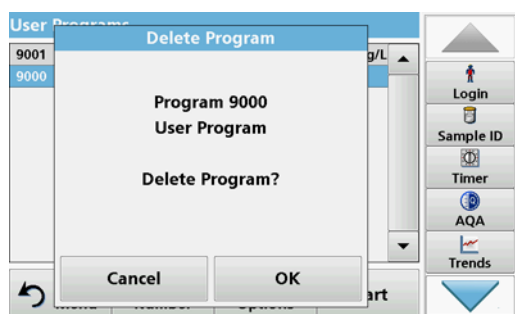 User Programs
Delete Program
9001
g/L
9000
Program 9000
User Program
Delete Program?
Cancel
OK
Login
Sample ID
Timer
AQA
Trends